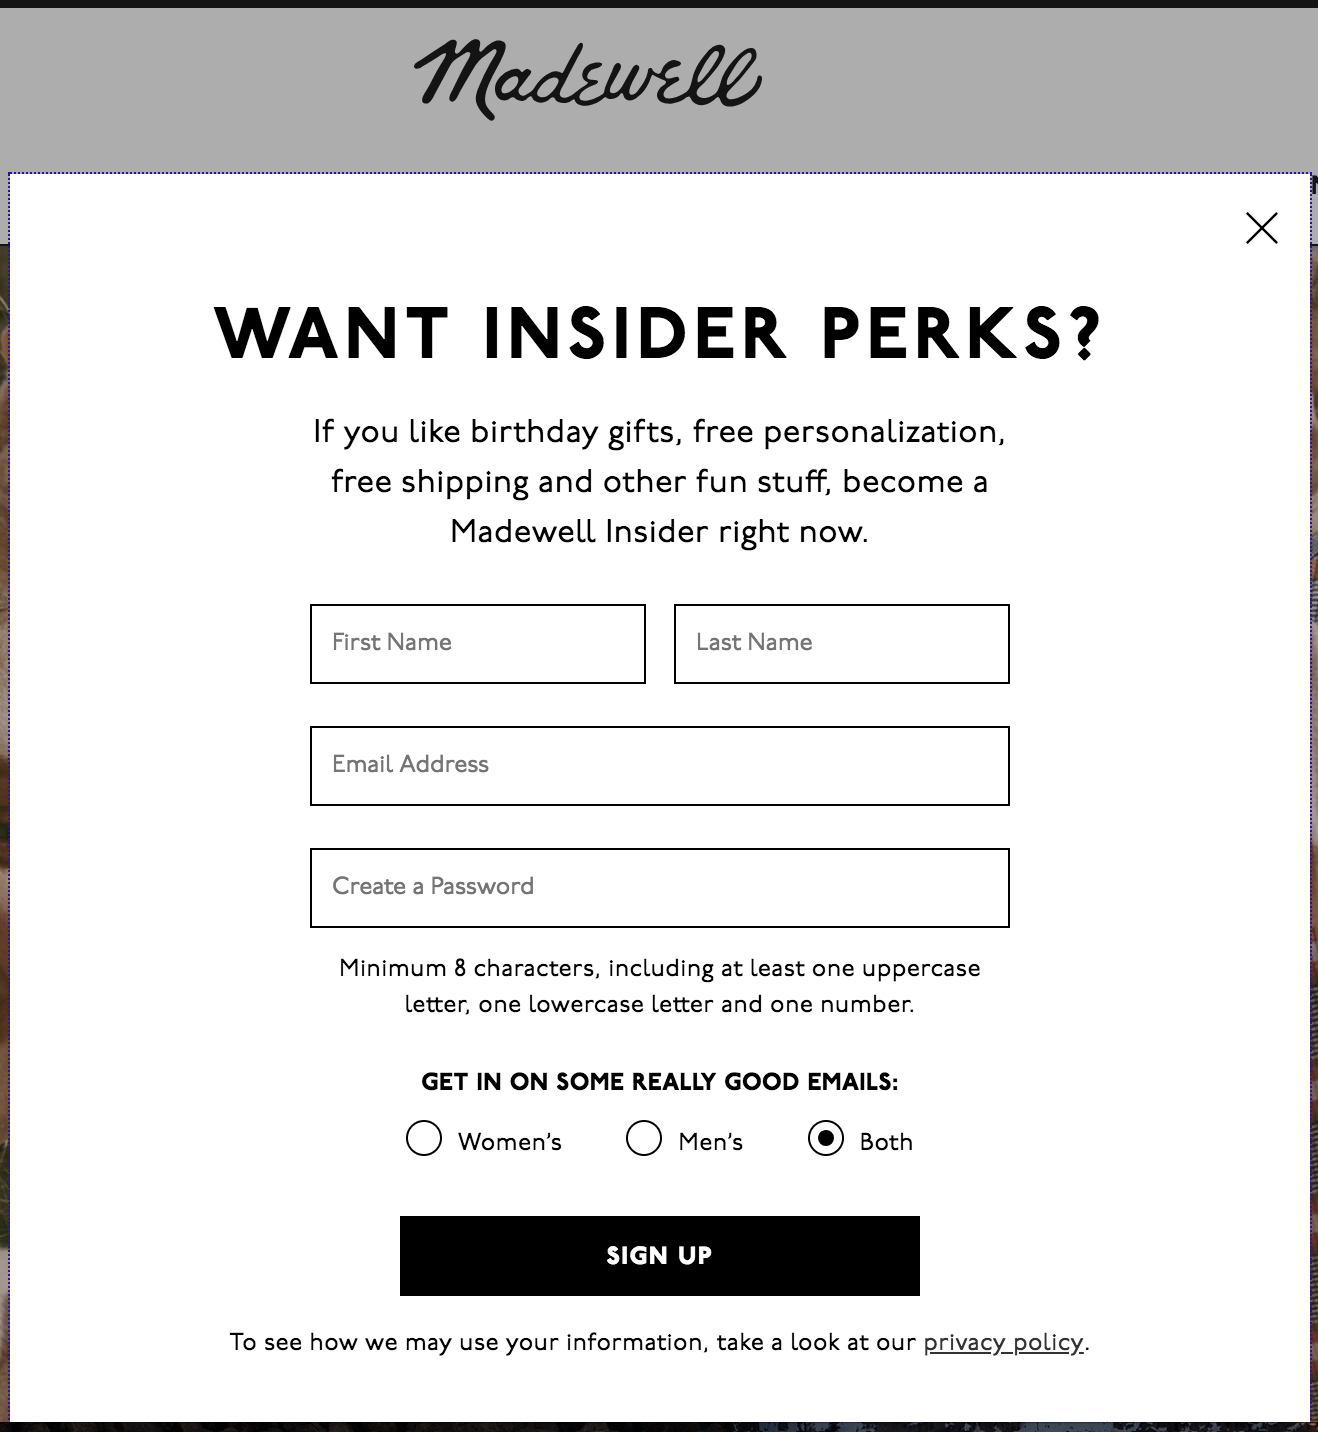 Madewell
WANT INSIDER PERKS?
If you like birthday gifts, free personalization,
free shipping and other fun stuff, become a
Madewell Insider right now.
First Name
Last Name
Email Address
Create a Password
Minimum 8 characters, including at least one uppercase
letter, one lowercase letter and one number.
GET IN ON SOME REALLY GOOD EMAILS:
Women's
Men's
Both
SIGN UP
To see how we may use your information, take a look at our privacy policy.